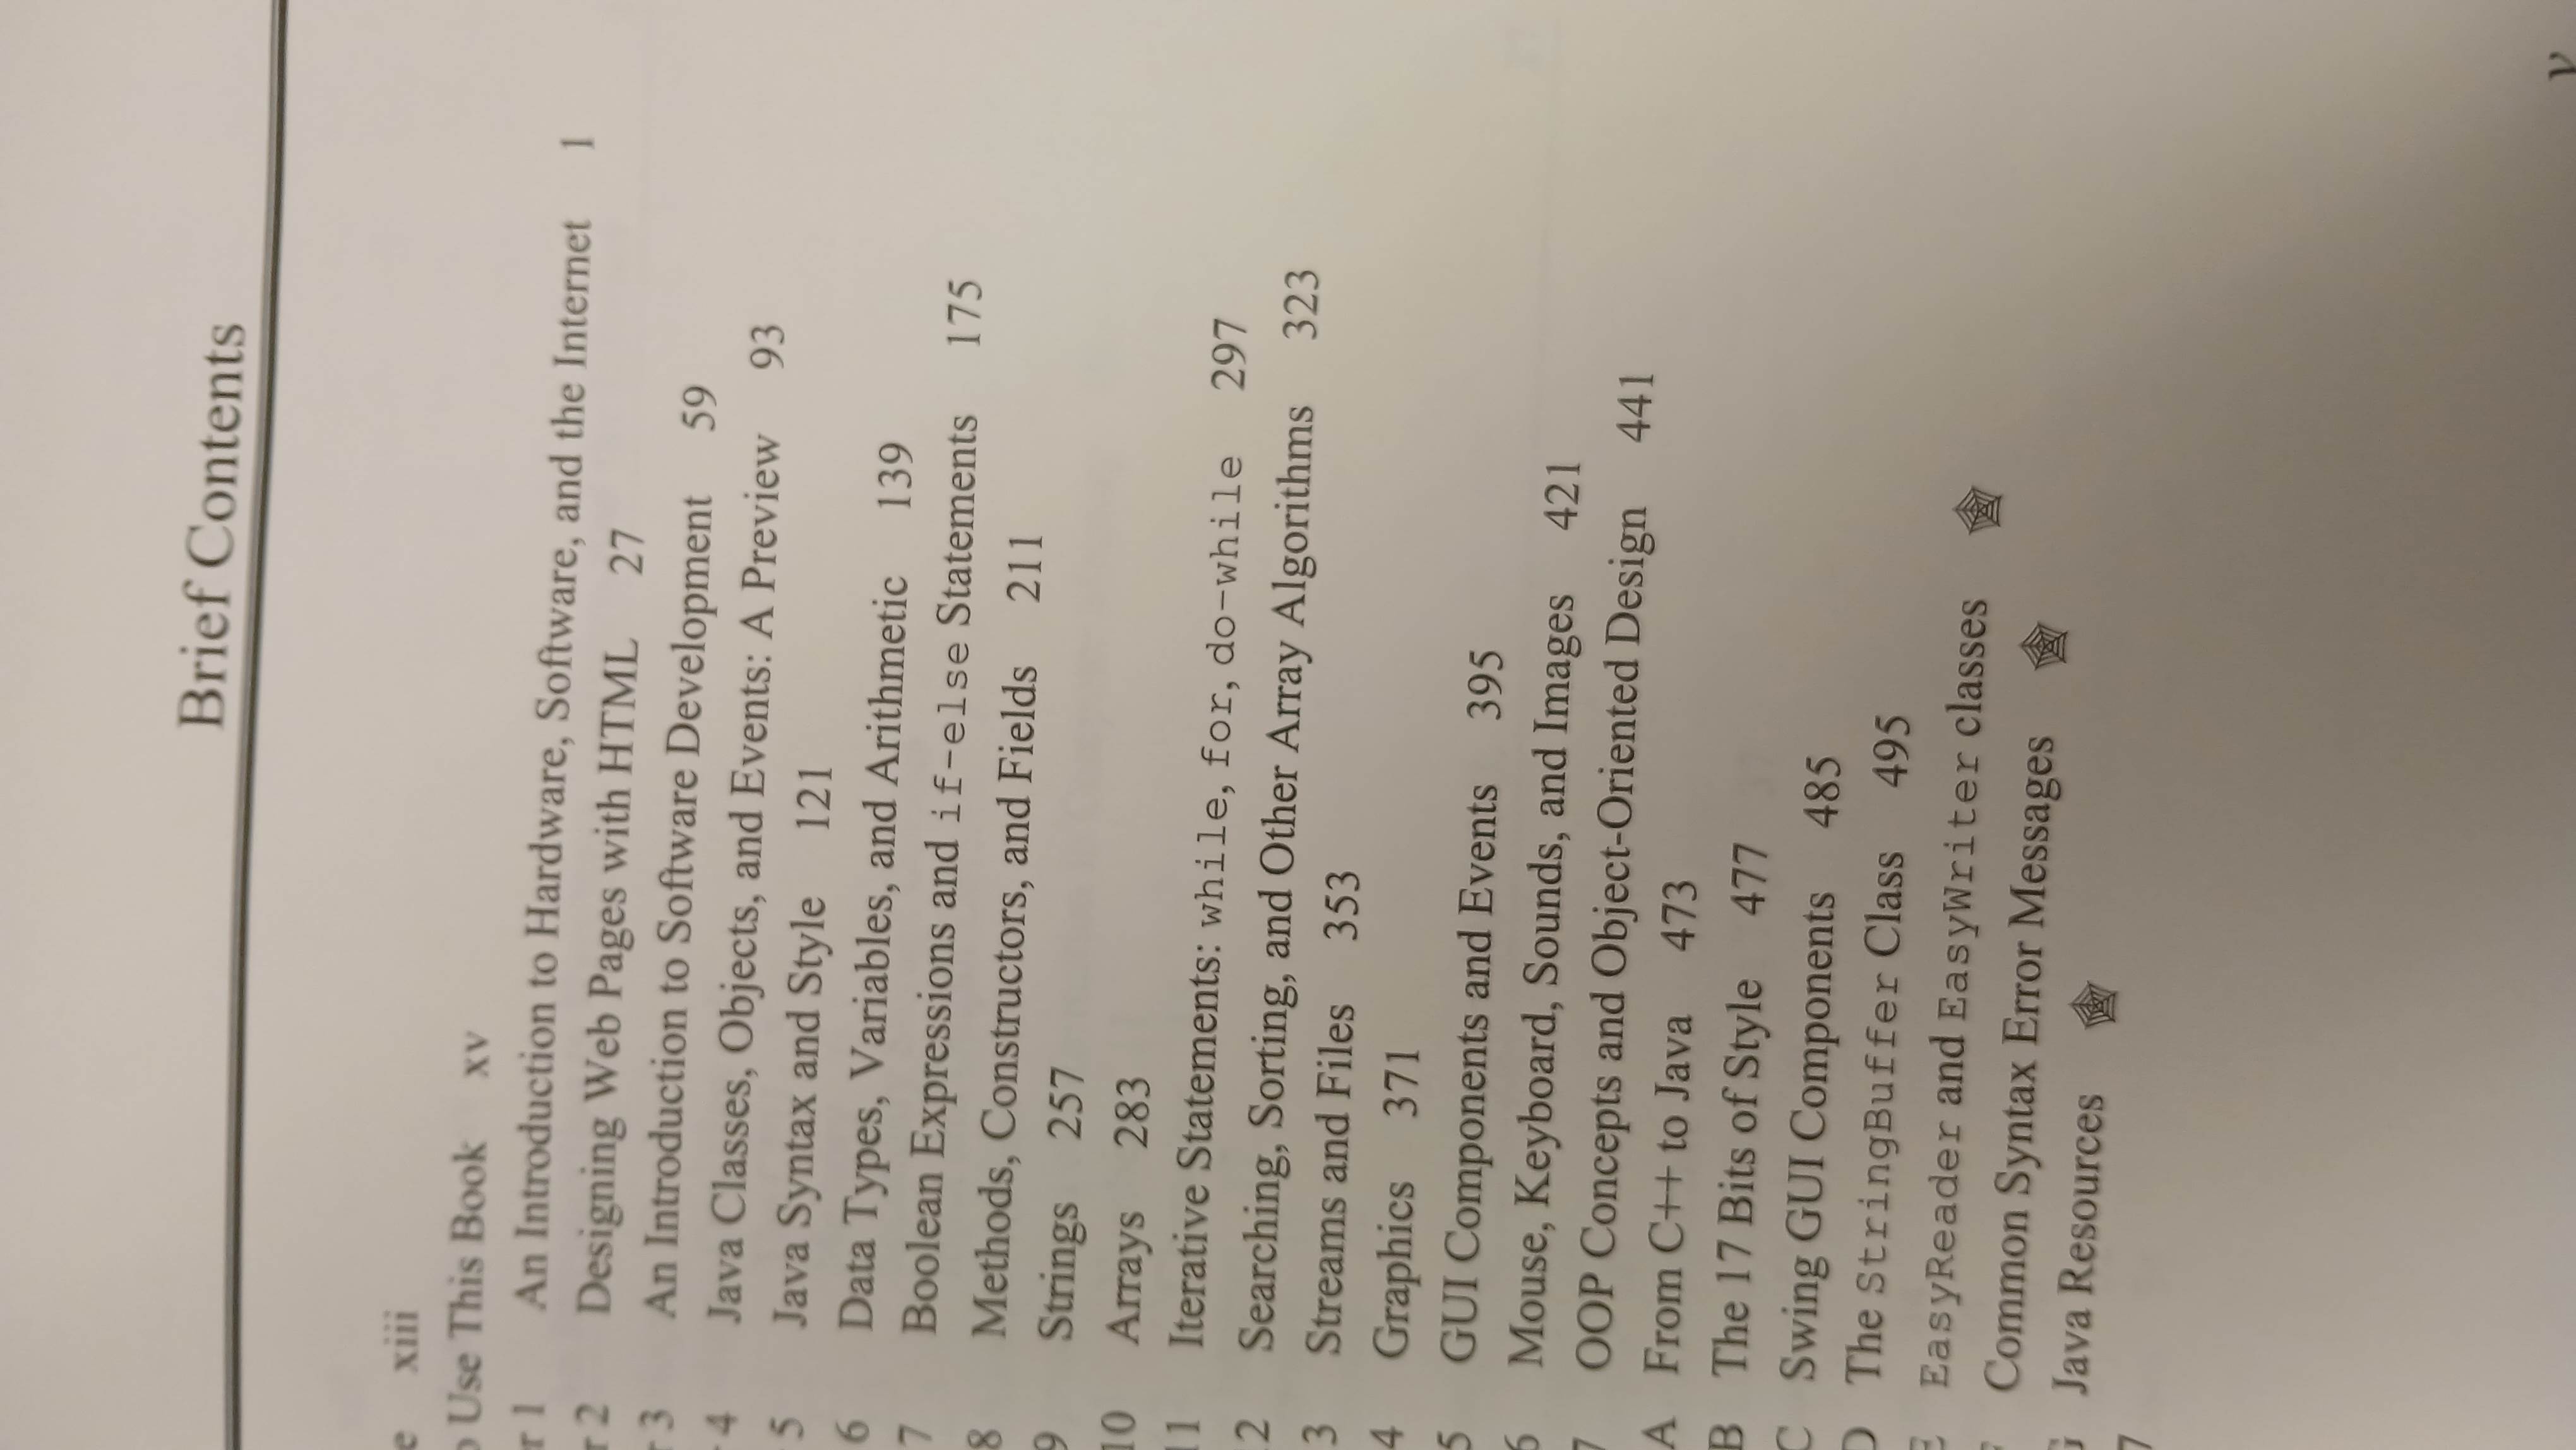 Brief Contents
e xiii
o Use This Book xv
r 1 An Introduction to Hardware, Software, and the Internet 1
r 2 Designing Web Pages with HTML 27
r 3 An Introduction to Software Development 59
4 Java Classes, Objects, and Events: A Preview 93
5 Java Syntax and Style 121
6 Data Types, Variables, and Arithmetic 139
7 Boolean Expressions and if-else Statements 175
8 Methods, Constructors, and Fields 211
9 Strings 257
10 Arrays 283
11 Iterative Statements: while, for, do-while 297
2 Searching, Sorting, and Other Array Algorithms 323
3 Streams and Files 353
4 Graphics 371
5 GUI Components and Events 395
6 Mouse, Keyboard, Sounds, and Images 421
7 OOP Concepts and Object-Oriented Design 441
A From C++ to Java 473
B The 17 Bits of Style 477
C Swing GUI Components 485
D The StringBuffer Class 495
E EasyReader and EasyWriter classes
F Common Syntax Error Messages
G Java Resources
7
v